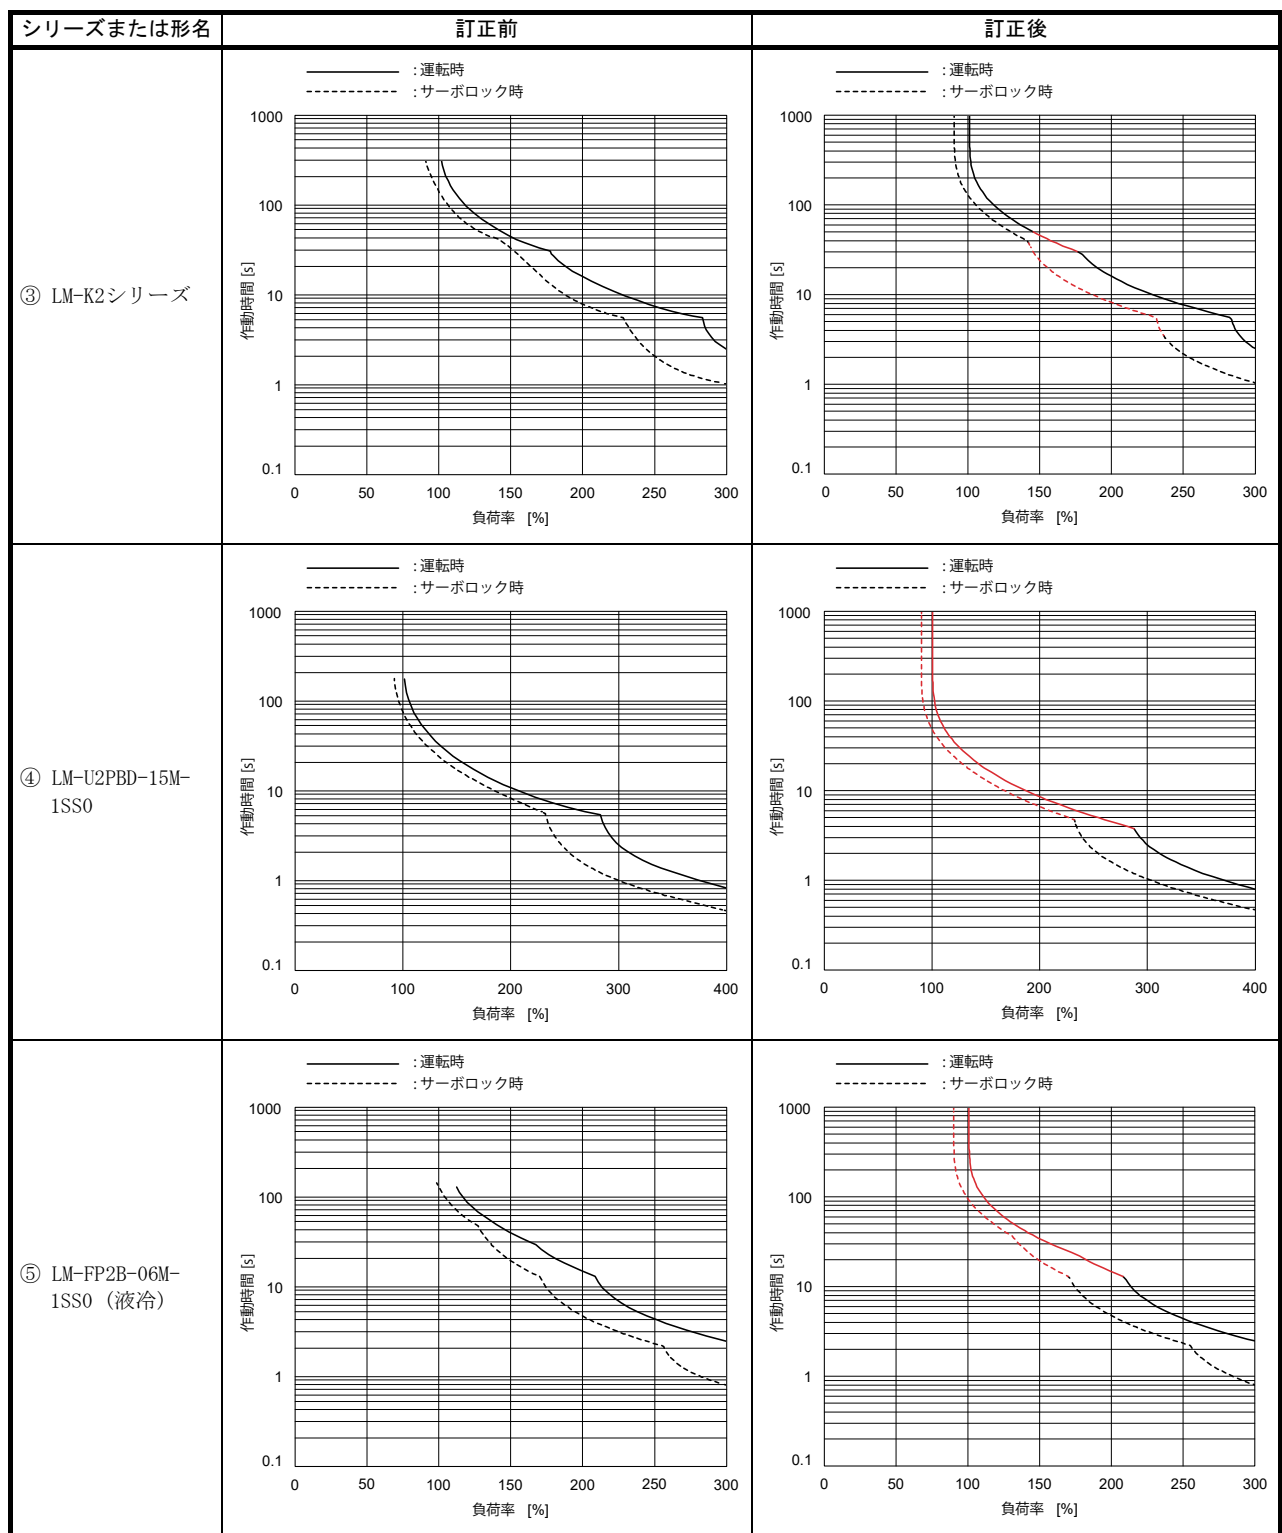 シリーズまたは形名 訂正前 訂正後
③ LM-K2シリーズ
:運転時
:サーボロック時
作動時間 [s]
1000
100
10
1
0.1
0 50 100 150 200 250 300
負荷率 [%]
:運転時
:サーボロック時
作動時間 [s]
1000
100
10
1
0.1
0 50 100 150 200 250 300
負荷率 [%]
④ LM-U2PBD-15M-
1SS0
:運転時
:サーボロック時
作動時間 [s]
1000
100
10
1
0.1
0 100 200 300 400
負荷率 [%]
:運転時
:サーボロック時
作動時間 [s]
1000
100
10
1
0.1
0 100 200 300 400
負荷率 [%]
⑤ LM-FP2B-06M-
1SS0（液冷）
:運転時
:サーボロック時
作動時間 [s]
1000
100
10
1
0.1
0 50 100 150 200 250 300
負荷率 [%]
:運転時
:サーボロック時
作動時間 [s]
1000
100
10
1
0.1
0 50 100 150 200 250 300
負荷率 [%]